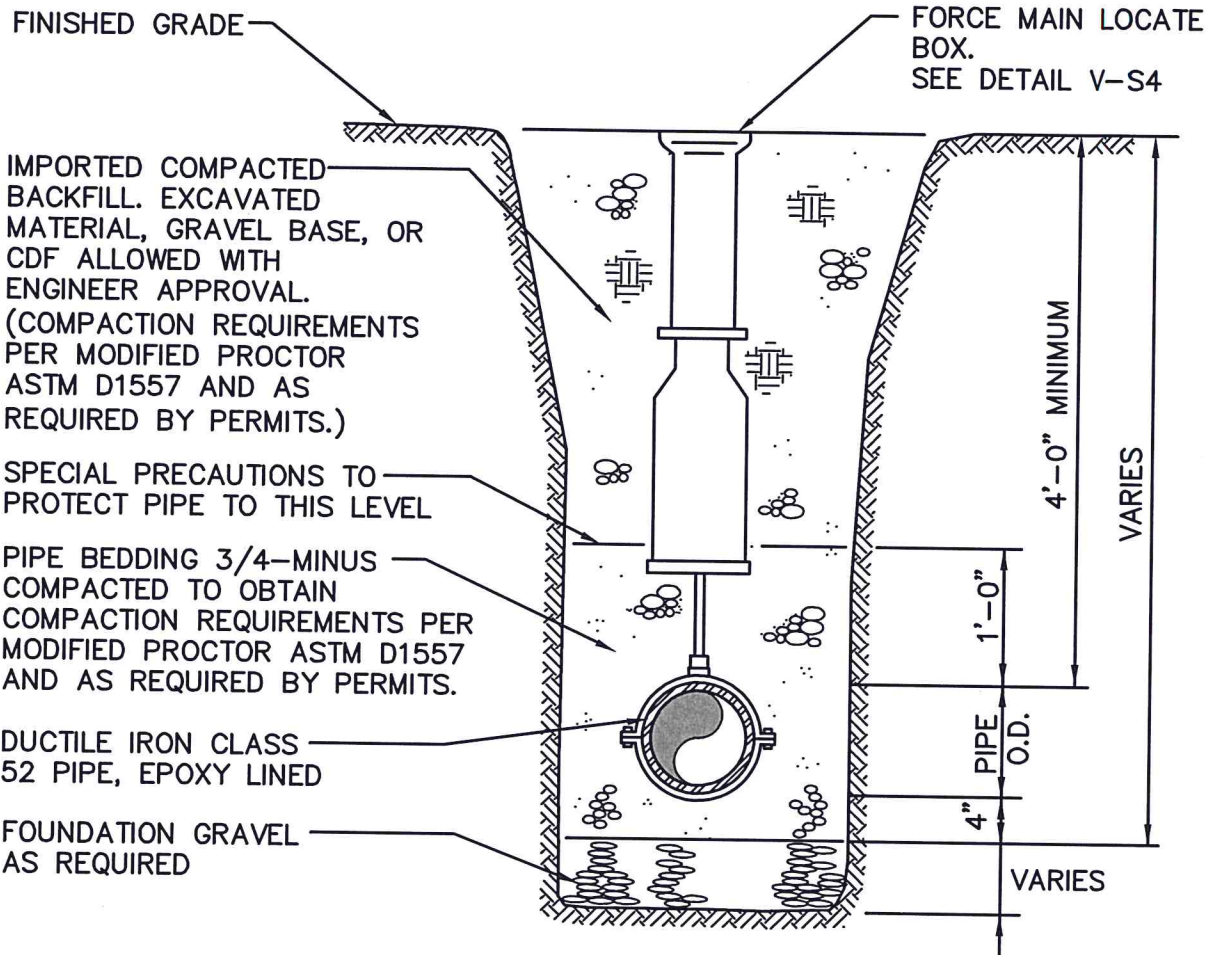 FINISHED GRADE
FORCE MAIN LOCATE
BOX.
SEE DETAIL V-S4
IMPORTED COMPACTED
BACKFILL. EXCAVATED
MATERIAL, GRAVEL BASE, OR
CDF ALLOWED WITH
ENGINEER APPROVAL.
(COMPACTION REQUIREMENTS
PER MODIFIED PROCTOR
ASTM D1557 AND AS
REQUIRED BY PERMITS.)
SPECIAL PRECAUTIONS TO
PROTECT PIPE TO THIS LEVEL
PIPE BEDDING 3/4-MINUS
COMPACTED TO OBTAIN
COMPACTION REQUIREMENTS PER
MODIFIED PROCTOR ASTM D1557
AND AS REQUIRED BY PERMITS.
DUCTILE IRON CLASS
52 PIPE, EPOXY LINED
FOUNDATION GRAVEL
AS REQUIRED
4'-0" MINIMUM
VARIES
1'-0"
PIPE
O.D.
4"
VARIES